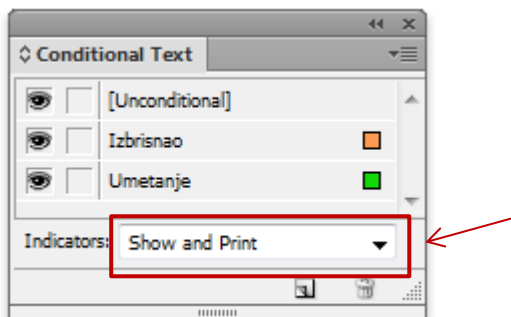 Conditional Text
[Unconditional]
Izbrisnao
Umetanje
Indicators: Show and Print